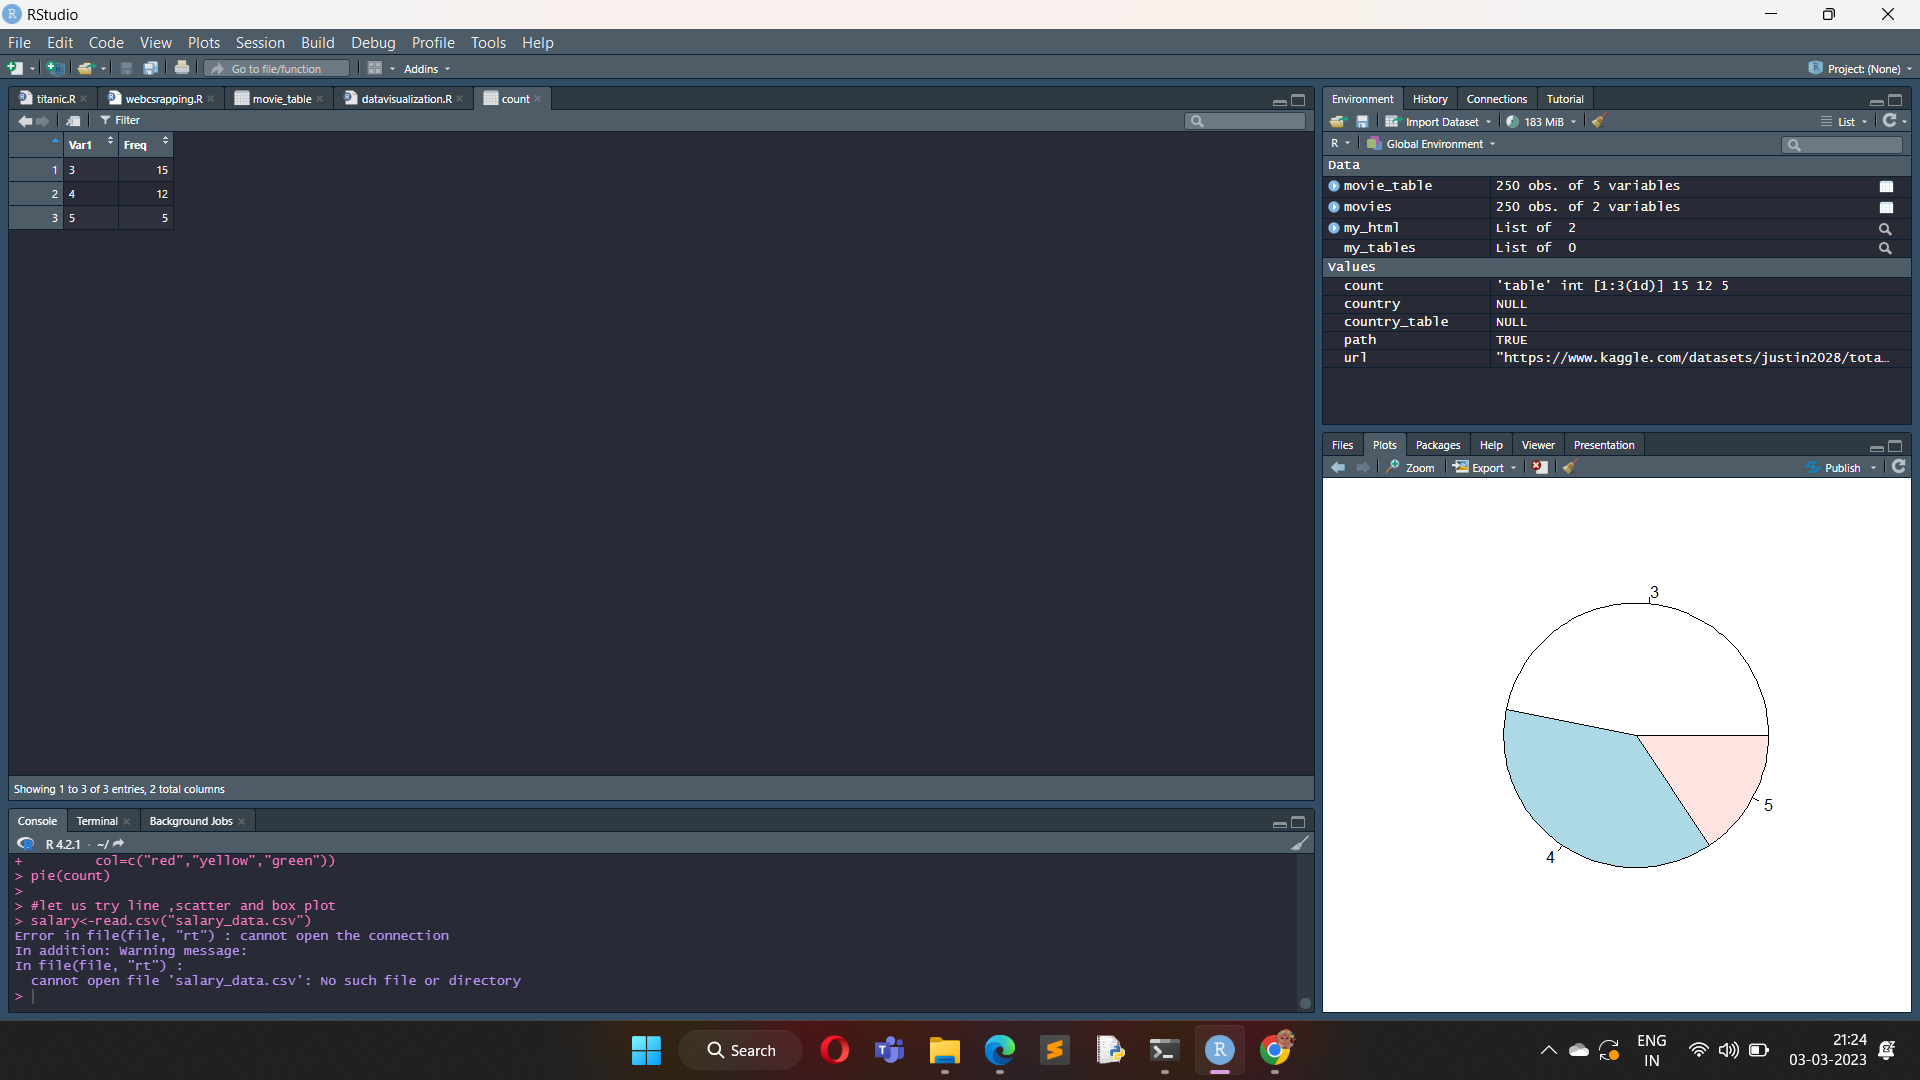 RStudio
File Edit Code View Plots Session Build Debug Profile Tools Help
Go to file/function Addins Project: (None)
titanic.R webcsrapping.R movie_table datavisualization.R count
Filter
Var1 Freq
1 3 15
2 4 12
3 5 5
Showing 1 to 3 of 3 entries, 2 total columns
Console Terminal Background Jobs
R 4.2.1 · ~/
+ col=c("red","yellow","green"))
> pie(count)
>
> #let us try line ,scatter and box plot
> salary<-read.csv("salary_data.csv")
Error in file(file, "rt") : cannot open the connection
In addition: Warning message:
In file(file, "rt") :
cannot open file 'salary_data.csv': No such file or directory
>
Environment History Connections Tutorial
Import Dataset 183 MiB List
R Global Environment
Data
movie_table 250 obs. of 5 variables
movies 250 obs. of 2 variables
my_html List of 2
my_tables List of 0
Values
count 'table' int [1:3(1d)] 15 12 5
country NULL
country_table NULL
path TRUE
url "https://www.kaggle.com/datasets/justin2028/tota…
Files Plots Packages Help Viewer Presentation
Zoom Export Publish
3
5
4
Search
ENG
IN
21:24
03-03-2023